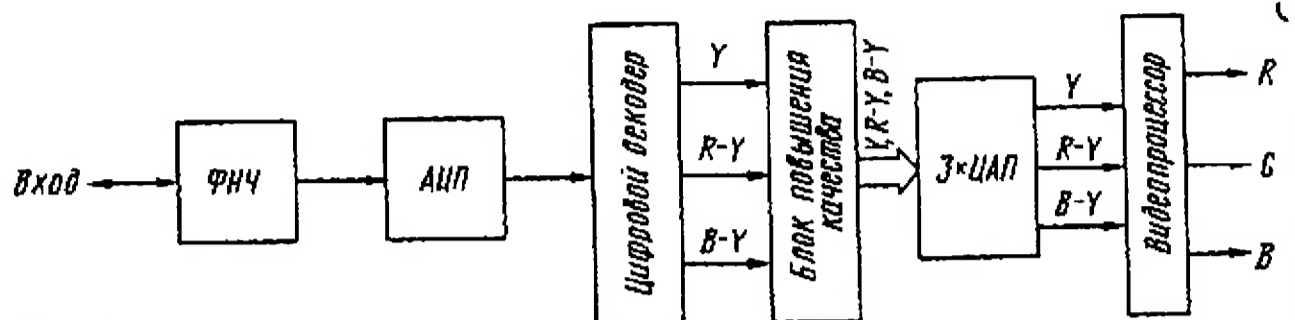 Вход
ФНЧ
АЦП
Цифровой декодер
Y
R-Y
B-Y
Блок повышения
качества
Y, R-Y, B-Y
3×ЦАП
Y
R-Y
B-Y
Видеопроцессор
R
G
B